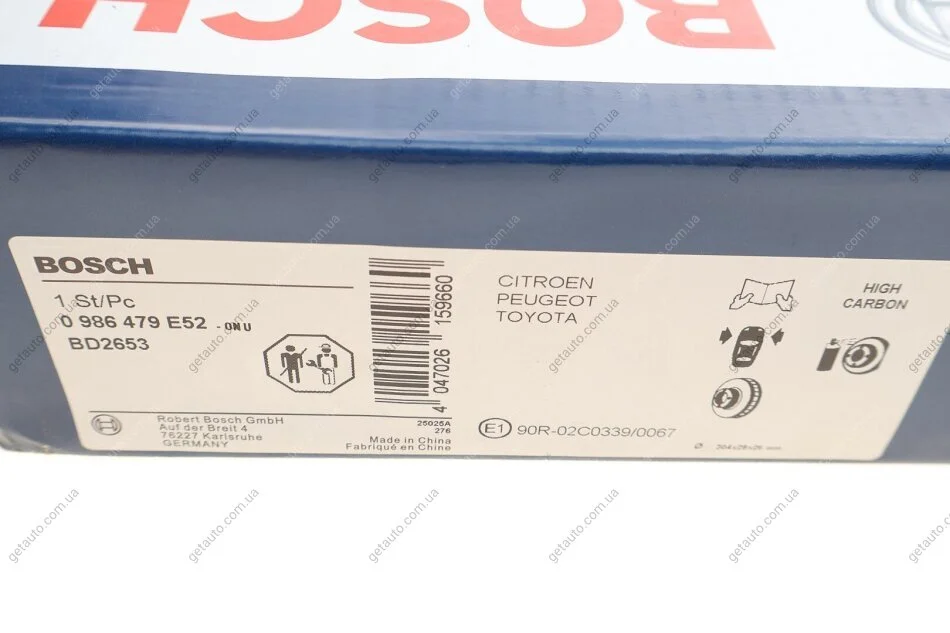 BOSCH
BOSCH
1 St/Pc
0 986 479 E52 - 0N U
BD2653
Robert Bosch GmbH
Auf der Breit 4
76227 Karlsruhe
GERMANY
4 047026 159660
25025A
276
Made in China
Fabriqué en Chine
CITROEN
PEUGEOT
TOYOTA
E1 90R-02C0339/0067
HIGH
CARBON
getauto.com.ua